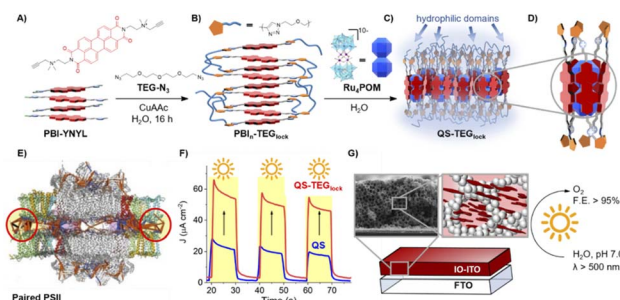 A)
B)
C)
D)
hydrophilic domains
10-
N
O
TEG-N₃
CuAAc
H₂O, 16 h
Ru₄POM
H₂O
PBI-YNYL
PBIₙ-TEGlock
QS-TEGlock
E)
F)
G)
QS-TEGlock
QS
J (μA cm⁻²)
60
40
20
0
20 30 40 50 60 70
Time (s)
Paired PSII
IO-ITO
FTO
O₂
F.E. > 95%
H₂O, pH 7.0
λ > 500 nm